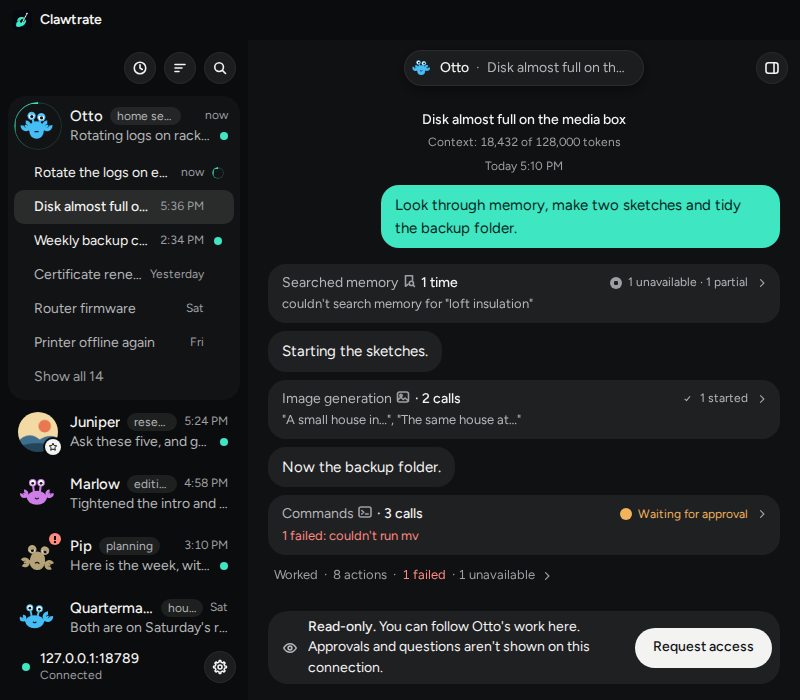 Clawtrate
Otto home se... now
Rotating logs on rack...
Rotate the logs on e... now
Disk almost full o... 5:36 PM
Weekly backup c... 2:34 PM
Certificate rene... Yesterday
Router firmware Sat
Printer offline again Fri
Show all 14
Juniper rese... 5:24 PM
Ask these five, and g...
Marlow editi... 4:58 PM
Tightened the intro and ...
Pip planning 3:10 PM
Here is the week, wit...
Quarterma... hou... Sat
Both are on Saturday's r...
127.0.0.1:18789
Connected
Otto · Disk almost full on th...
Disk almost full on the media box
Context: 18,432 of 128,000 tokens
Today 5:10 PM
Look through memory, make two sketches and tidy
the backup folder.
Searched memory 1 time 1 unavailable · 1 partial
couldn't search memory for "loft insulation"
Starting the sketches.
Image generation · 2 calls 1 started
"A small house in...", "The same house at..."
Now the backup folder.
Commands · 3 calls Waiting for approval
1 failed: couldn't run mv
Worked · 8 actions · 1 failed · 1 unavailable
Read-only. You can follow Otto's work here.
Approvals and questions aren't shown on this
connection.
Request access